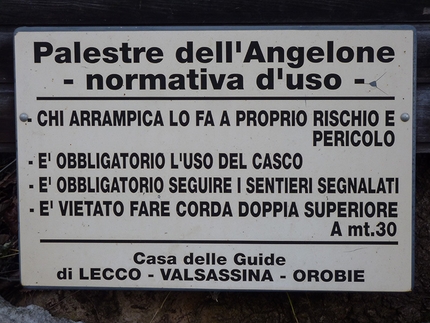 Palestre dell'Angelone
- normativa d'uso -
- CHI ARRAMPICA LO FA A PROPRIO RISCHIO E
PERICOLO
- E' OBBLIGATORIO L'USO DEL CASCO
- E' OBBLIGATORIO SEGUIRE I SENTIERI SEGNALATI
- E' VIETATO FARE CORDA DOPPIA SUPERIORE
A mt.30
Casa delle Guide
di LECCO - VALSASSINA - OROBIE